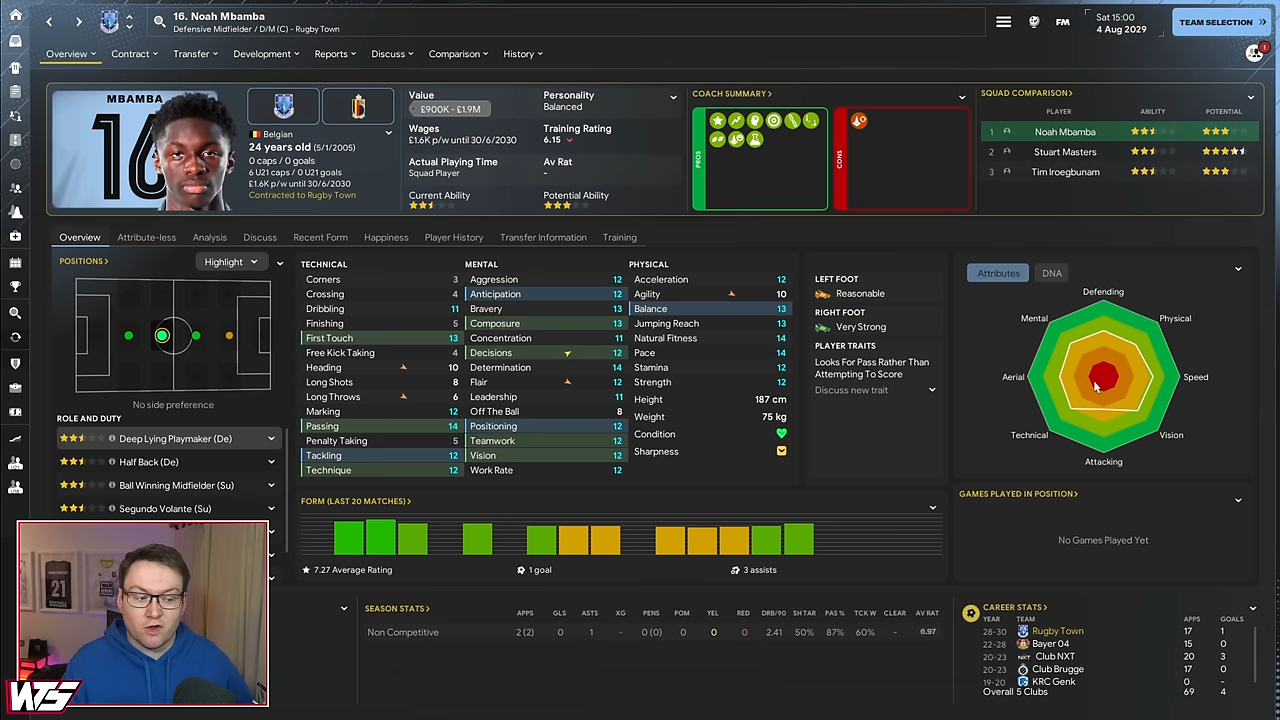 16. Noah Mbamba
Defensive Midfielder / D/M (C) - Rugby Town
FM
Sat 15:00
4 Aug 2029
TEAM SELECTION
1
Overview
Contract
Transfer
Development
Reports
Discuss
Comparison
History
MBAMBA
16
Belgian
24 years old (5/1/2005)
0 caps / 0 goals
6 U21 caps / 0 U21 goals
£1.6K p/w until 30/6/2030
Contracted to Rugby Town
Value
£900K - £1.9M
Wages
£1.6K p/w until 30/6/2030
Actual Playing Time
Squad Player
Current Ability
Personality
Balanced
Training Rating
6.15
Av Rat
-
Potential Ability
COACH SUMMARY >
PROS
CONS
SQUAD COMPARISON >
PLAYER ABILITY POTENTIAL
1 Noah Mbamba
2 Stuart Masters
3 Tim Iroegbunam
Overview
Attribute-less
Analysis
Discuss
Recent Form
Happiness
Player History
Transfer Information
Training
POSITIONS >
Highlight
No side preference
ROLE AND DUTY
Deep Lying Playmaker (De)
Half Back (De)
Ball Winning Midfielder (Su)
Segundo Volante (Su)
TECHNICAL
Corners 3
Crossing 4
Dribbling 11
Finishing 5
First Touch 13
Free Kick Taking 4
Heading 10
Long Shots 8
Long Throws 6
Marking 12
Passing 14
Penalty Taking 5
Tackling 12
Technique 12
MENTAL
Aggression 12
Anticipation 12
Bravery 13
Composure 13
Concentration 11
Decisions 12
Determination 14
Flair 12
Leadership 11
Off The Ball 8
Positioning 12
Teamwork 12
Vision 12
Work Rate 12
PHYSICAL
Acceleration 12
Agility 10
Balance 13
Jumping Reach 13
Natural Fitness 14
Pace 14
Stamina 12
Strength 12
Height 187 cm
Weight 75 kg
Condition
Sharpness
LEFT FOOT
Reasonable
RIGHT FOOT
Very Strong
PLAYER TRAITS
Looks For Pass Rather Than
Attempting To Score
Discuss new trait
Attributes
DNA
Defending
Physical
Speed
Vision
Attacking
Technical
Aerial
Mental
FORM (LAST 20 MATCHES) >
7.27 Average Rating
1 goal
3 assists
GAMES PLAYED IN POSITION >
No Games Played Yet
SEASON STATS >
APPS GLS ASTS XG PENS POM YEL RED DRB/90 SH TAR PAS % TCK W CLEAR AV RAT
Non Competitive 2 (2) 0 1 - 0 (0) 0 0 0 2.41 50% 87% 60% - 6.97
CAREER STATS >
YEAR TEAM APPS GOALS
28-30 Rugby Town 17 1
22-28 Bayer 04 15 0
20-23 NXT Club NXT 20 3
20-23 Club Brugge 17 0
19-20 KRC Genk 0 -
Overall 5 Clubs 69 4
21
WTS